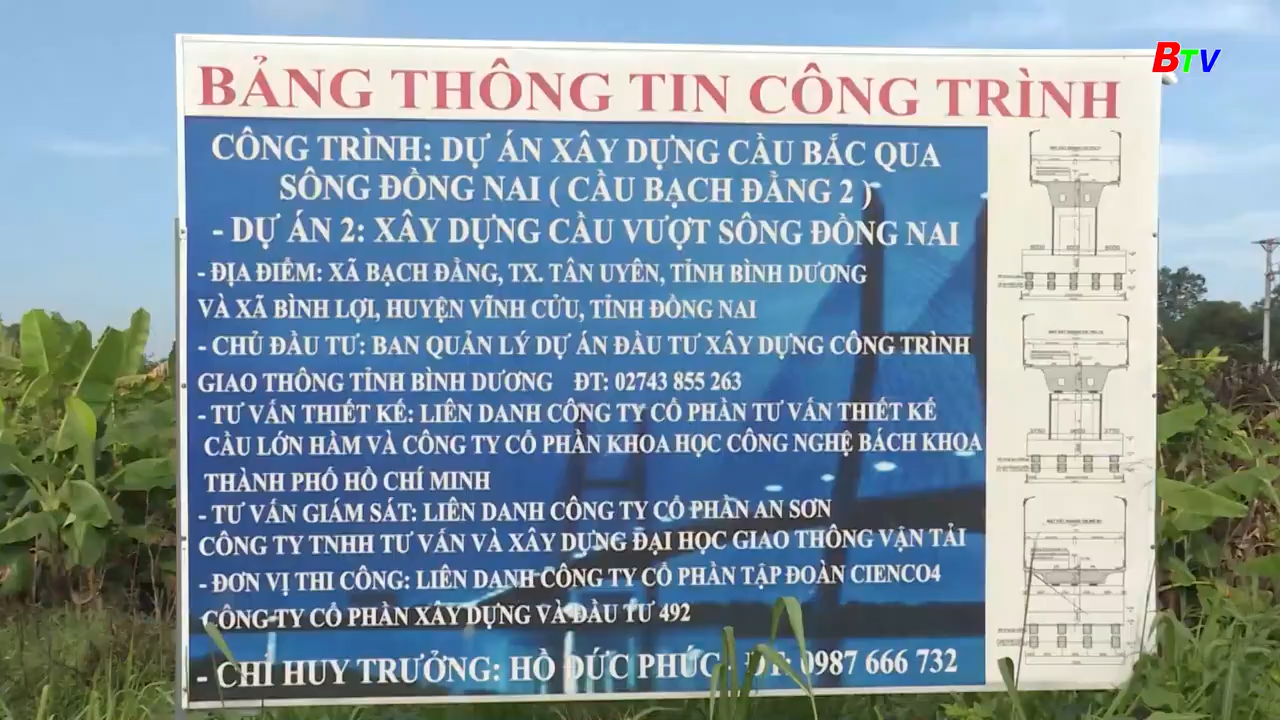 BTV
BẢNG THÔNG TIN CÔNG TRÌNH
CÔNG TRÌNH: DỰ ÁN XÂY DỰNG CẦU BẮC QUA
SÔNG ĐỒNG NAI ( CẦU BẠCH ĐẰNG 2 )
- DỰ ÁN 2: XÂY DỰNG CẦU VƯỢT SÔNG ĐỒNG NAI
- ĐỊA ĐIỂM: XÃ BẠCH ĐẰNG, TX. TÂN UYÊN, TỈNH BÌNH DƯƠNG
VÀ XÃ BÌNH LỢI, HUYỆN VĨNH CỬU, TỈNH ĐỒNG NAI
- CHỦ ĐẦU TƯ: BAN QUẢN LÝ DỰ ÁN ĐẦU TƯ XÂY DỰNG CÔNG TRÌNH
GIAO THÔNG TỈNH BÌNH DƯƠNG ĐT: 02743 855 263
- TƯ VẤN THIẾT KẾ: LIÊN DANH CÔNG TY CỔ PHẦN TƯ VẤN THIẾT KẾ
CẦU LỚN HẦM VÀ CÔNG TY CỔ PHẦN KHOA HỌC CÔNG NGHỆ BÁCH KHOA
THÀNH PHỐ HỒ CHÍ MINH
- TƯ VẤN GIÁM SÁT: LIÊN DANH CÔNG TY CỔ PHẦN AN SƠN
CÔNG TY TNHH TƯ VẤN VÀ XÂY DỰNG ĐẠI HỌC GIAO THÔNG VẬN TẢI
- ĐƠN VỊ THI CÔNG: LIÊN DANH CÔNG TY CỔ PHẦN TẬP ĐOÀN CIENCO4
CÔNG TY CỔ PHẦN XÂY DỰNG VÀ ĐẦU TƯ 492
- CHỈ HUY TRƯỞNG: HỒ ĐỨC PHÚC - ĐT: 0987 666 732